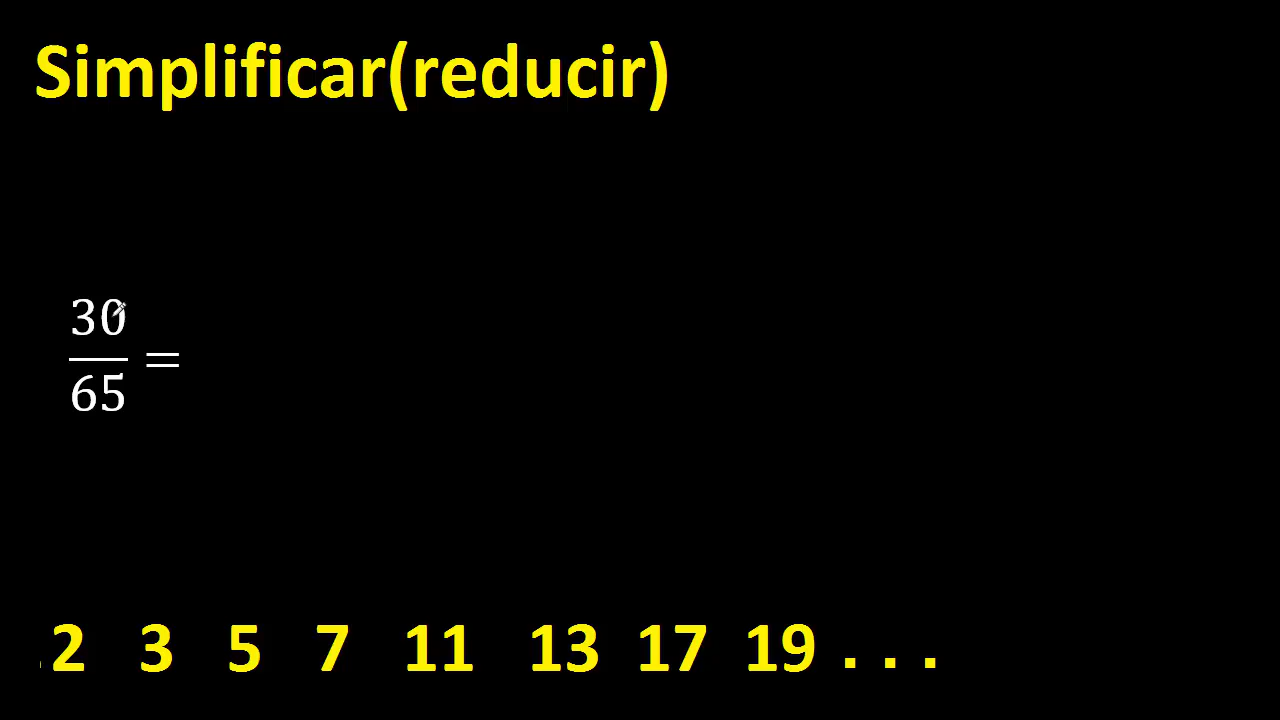 Simplificar(reducir)
30
65 =
2 3 5 7 11 13 17 19 . . .